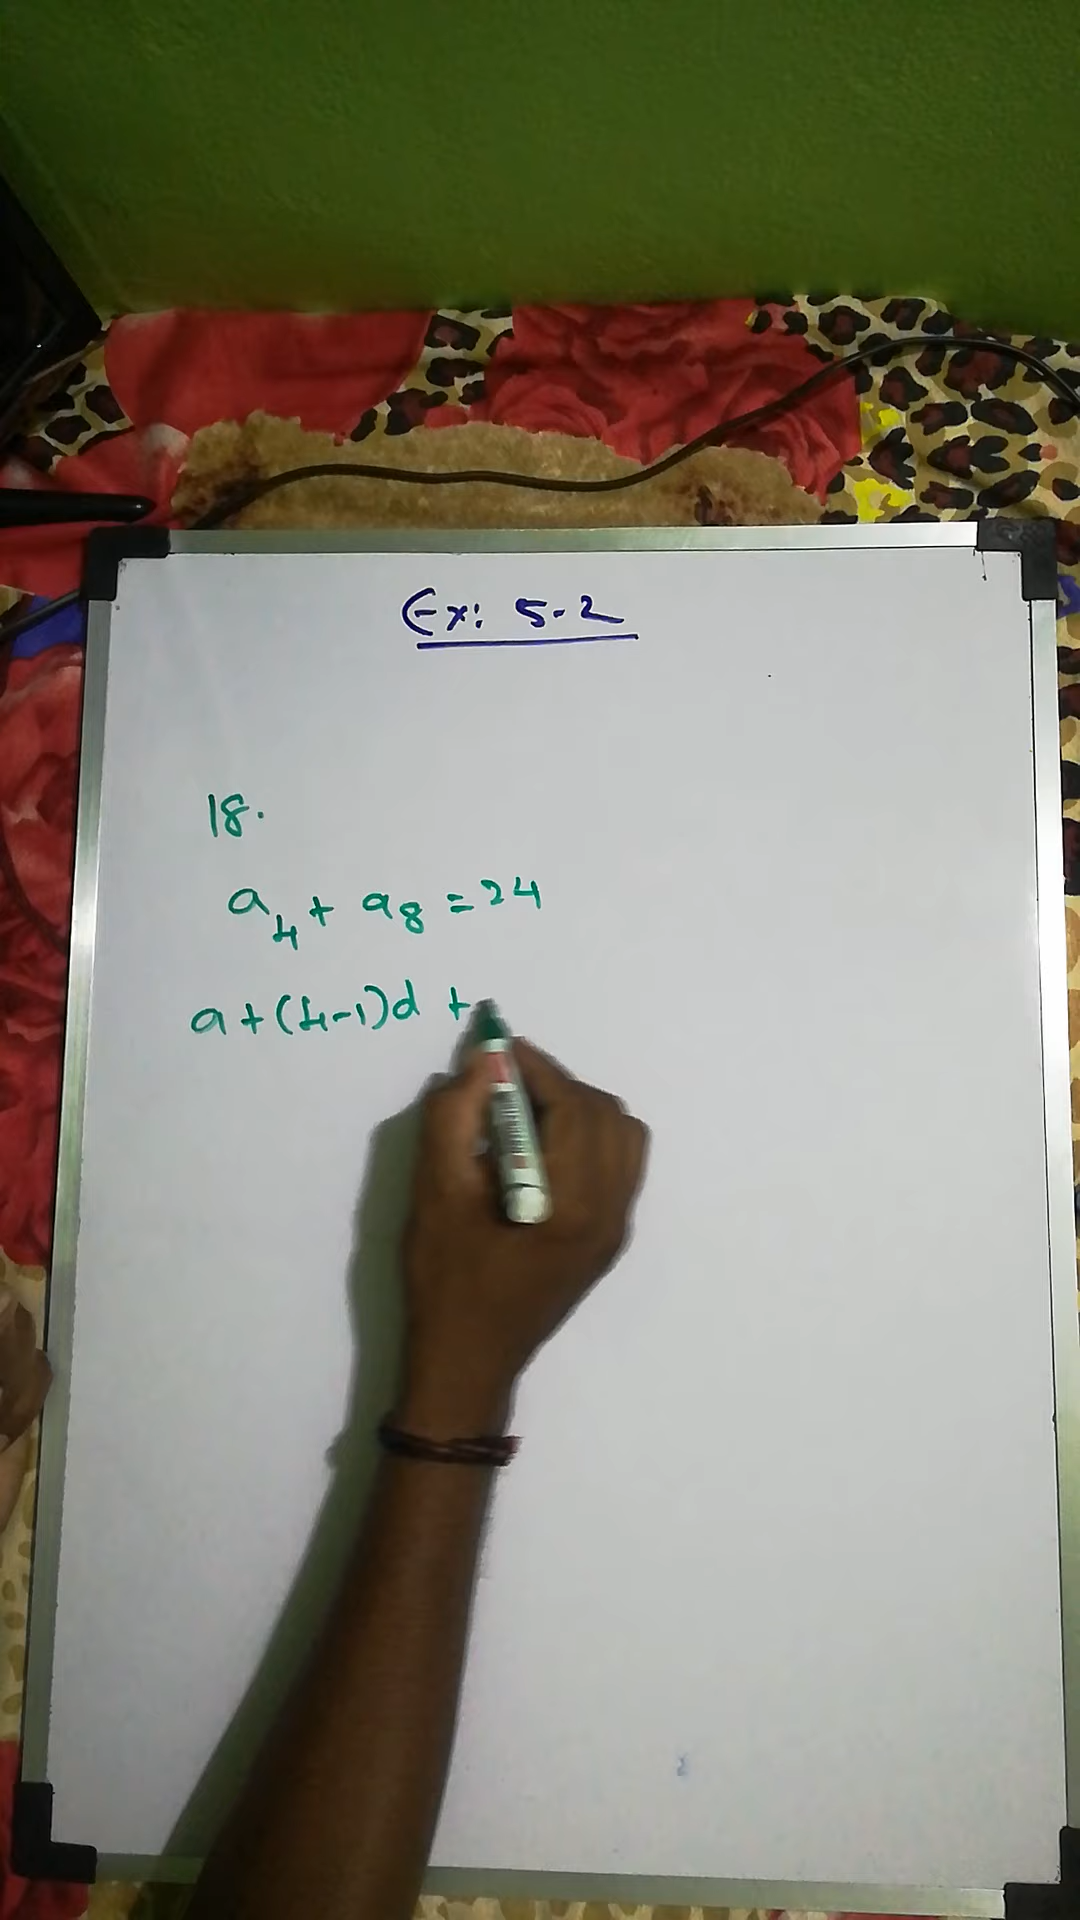 Ex: 5.2
18.
a₄ + a₈ = 24
a + (4-1)d +